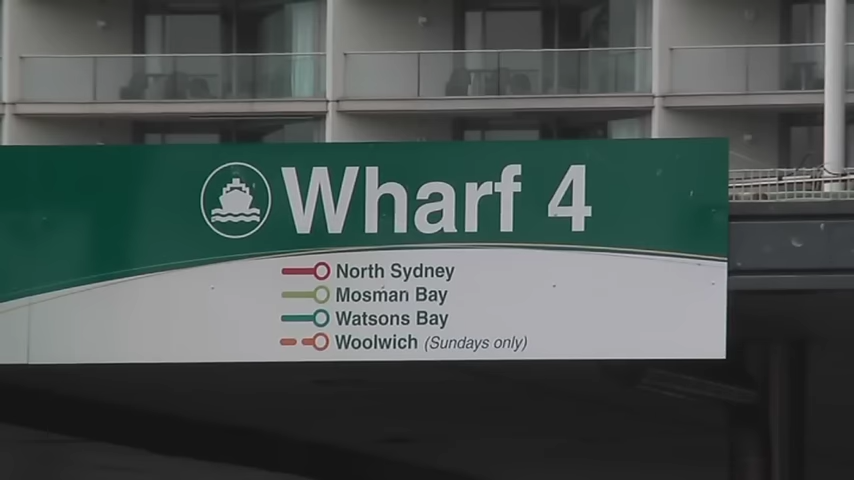 Wharf 4
North Sydney
Mosman Bay
Watsons Bay
Woolwich (Sundays only)